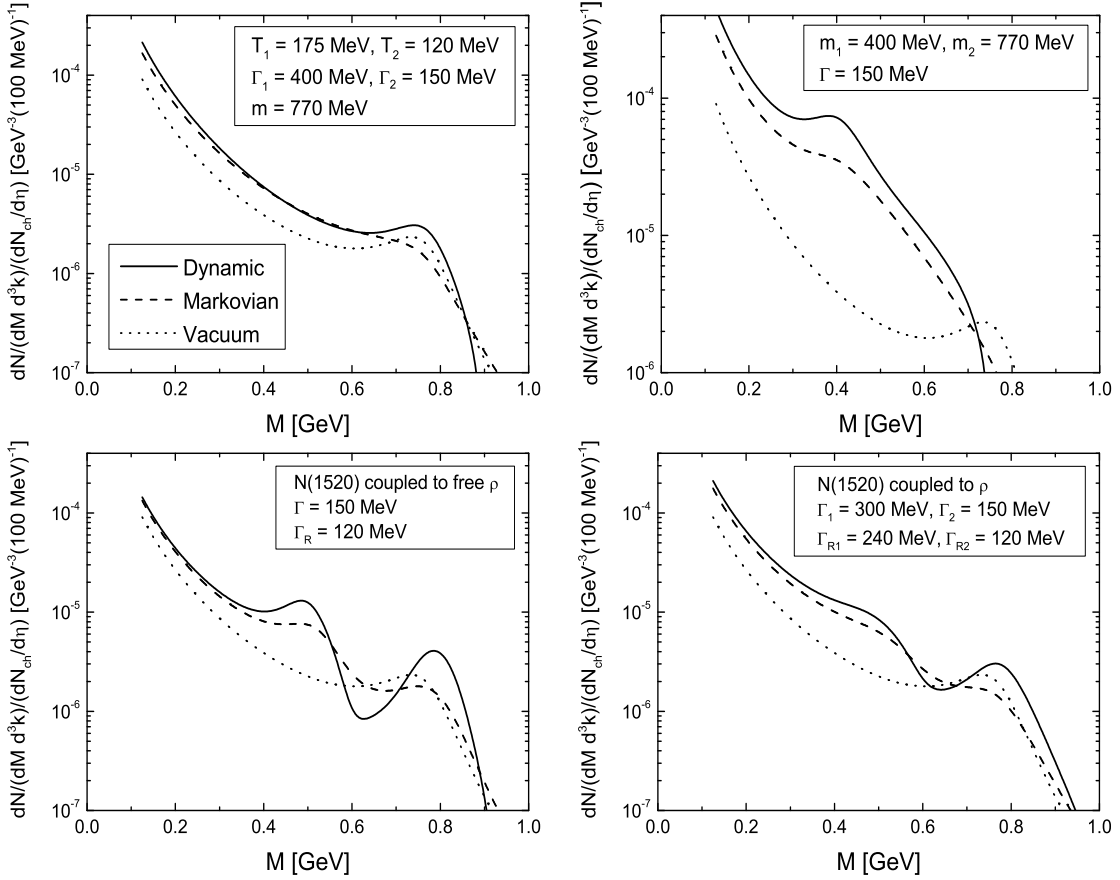 dN/(dM d³k)/(dN_ch/dη) [GeV⁻³(100 MeV)⁻¹]
10⁻⁴
10⁻⁵
10⁻⁶
10⁻⁷
T₁ = 175 MeV, T₂ = 120 MeV
Γ₁ = 400 MeV, Γ₂ = 150 MeV
m = 770 MeV
Dynamic
Markovian
Vacuum
0.0 0.2 0.4 0.6 0.8 1.0
M [GeV]
dN/(dM d³k)/(dN_ch/dη) [GeV⁻³(100 MeV)⁻¹]
10⁻⁴
10⁻⁵
10⁻⁶
m₁ = 400 MeV, m₂ = 770 MeV
Γ = 150 MeV
0.0 0.2 0.4 0.6 0.8 1.0
M [GeV]
dN/(dM d³k)/(dN_ch/dη) [GeV⁻³(100 MeV)⁻¹]
10⁻⁴
10⁻⁵
10⁻⁶
10⁻⁷
N(1520) coupled to free ρ
Γ = 150 MeV
Γ_R = 120 MeV
0.0 0.2 0.4 0.6 0.8 1.0
M [GeV]
dN/(dM d³k)/(dN_ch/dη) [GeV⁻³(100 MeV)⁻¹]
10⁻⁴
10⁻⁵
10⁻⁶
10⁻⁷
N(1520) coupled to ρ
Γ₁ = 300 MeV, Γ₂ = 150 MeV
Γ_R1 = 240 MeV, Γ_R2 = 120 MeV
0.0 0.2 0.4 0.6 0.8 1.0
M [GeV]